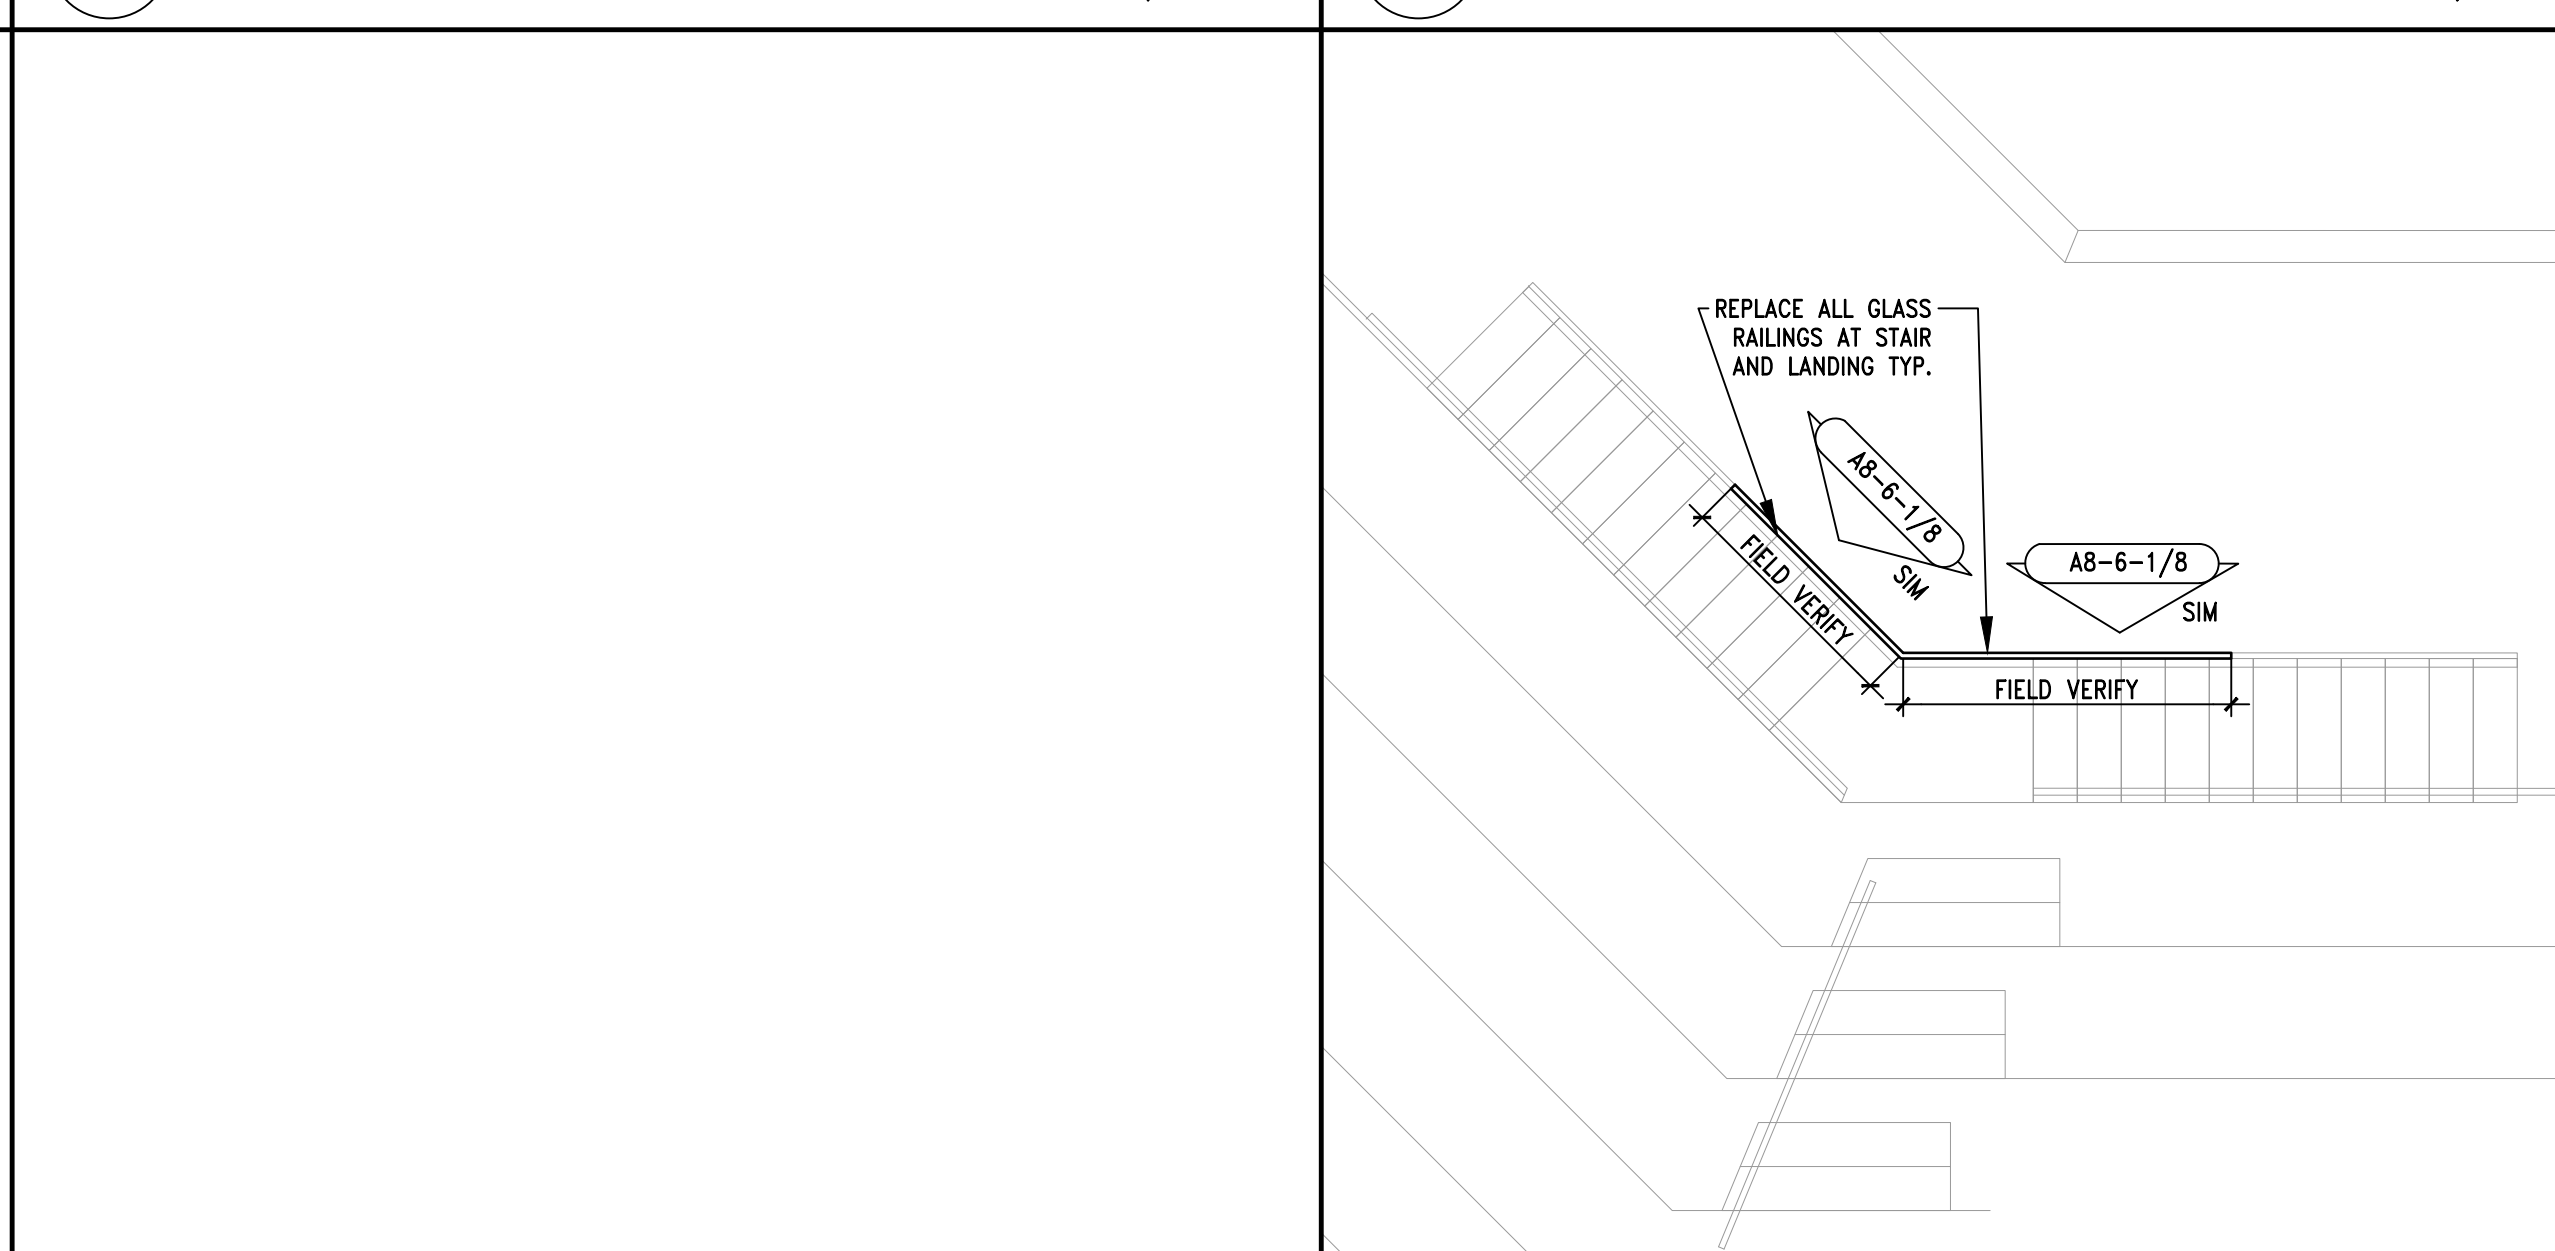 REPLACE ALL GLASS
RAILINGS AT STAIR
AND LANDING TYP.
A8-6-1/8
SIM
A8-6-1/8
SIM
FIELD VERIFY
FIELD VERIFY